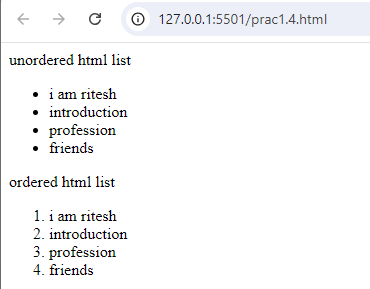 127.0.0.1:5501/prac1.4.html
unordered html list
• i am ritesh
• introduction
• profession
• friends
ordered html list
1. i am ritesh
2. introduction
3. profession
4. friends